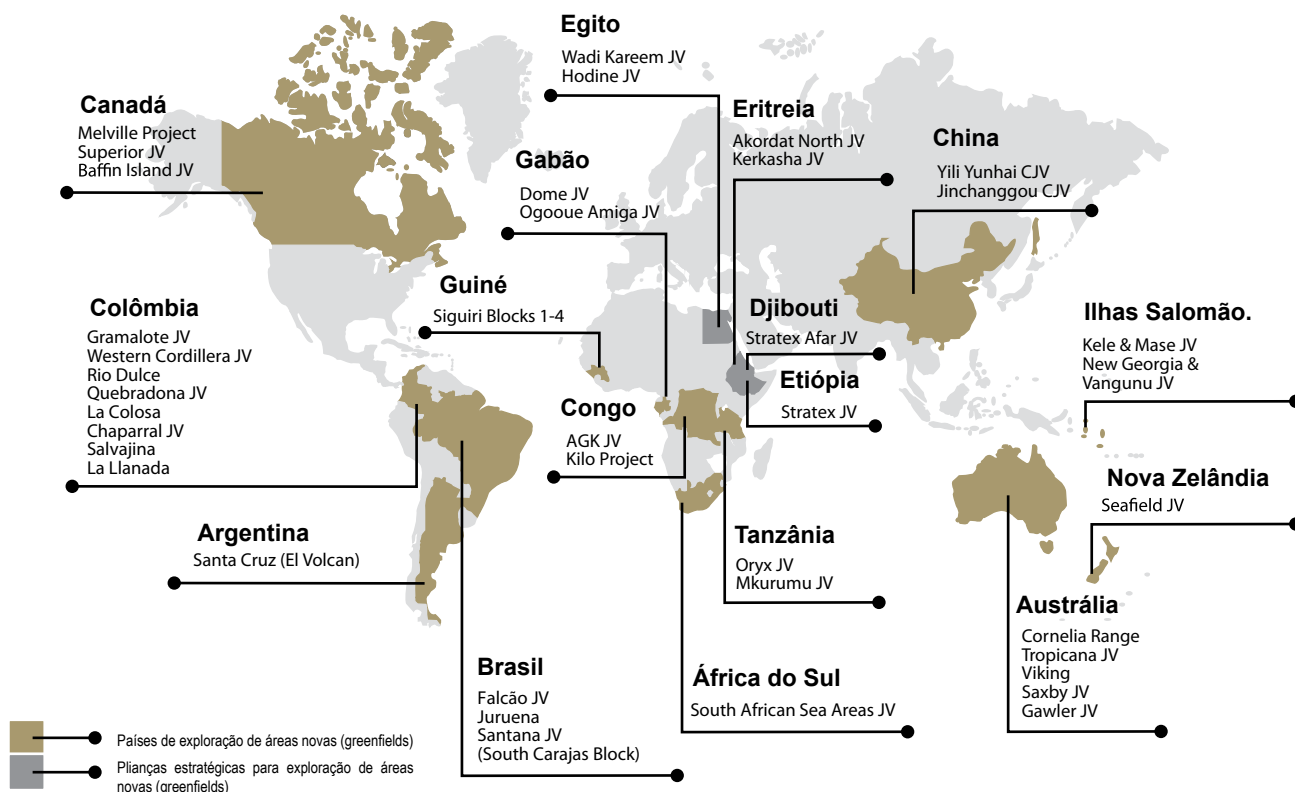 Egito
Wadi Kareem JV
Hodine JV
Canadá
Melville Project
Superior JV
Baffin Island JV
Eritreia
Akordat North JV
Kerkasha JV
China
Yili Yunhai CJV
Jinchanggou CJV
Gabão
Dome JV
Ogooue Amiga JV
Guiné
Siguiri Blocks 1-4
Colômbia
Gramalote JV
Western Cordillera JV
Rio Dulce
Quebradona JV
La Colosa
Chaparral JV
Salvajina
La Llanada
Djibouti
Stratex Afar JV
Etiópia
Stratex JV
Ilhas Salomão.
Kele & Mase JV
New Georgia &
Vangunu JV
Congo
AGK JV
Kilo Project
Nova Zelândia
Seafield JV
Argentina
Santa Cruz (El Volcan)
Tanzânia
Oryx JV
Mkurumu JV
Austrália
Cornelia Range
Tropicana JV
Viking
Saxby JV
Gawler JV
Brasil
Falcão JV
Juruena
Santana JV
(South Carajas Block)
África do Sul
South African Sea Areas JV
Países de exploração de áreas novas (greenfields)
Plianças estratégicas para exploração de áreas
novas (greenfields)